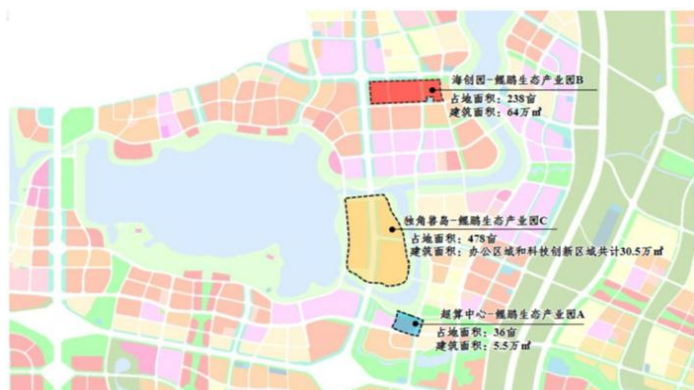 海创园-鲲鹏生态产业园B
占地面积：238亩
建筑面积：64万㎡
独角兽岛-鲲鹏生态产业园C
占地面积：478亩
建筑面积：办公区域和科技创新区域共计30.5万㎡
超算中心-鲲鹏生态产业园A
占地面积：36亩
建筑面积：5.5万㎡